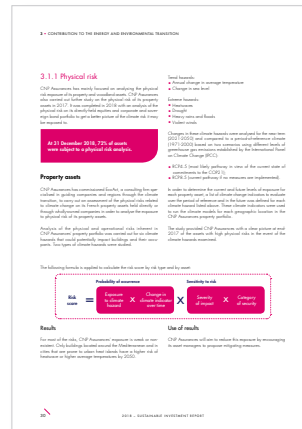 3 • CONTRIBUTION TO THE ENERGY AND ENVIRONMENTAL TRANSITION
3.1.1 Physical risk
CNP Assurances has mainly focused on analysing the physical
risk exposure of its property and woodland assets. CNP Assurances
also carried out further study on the physical risk of its property
assets in 2017. It was completed in 2018 with an analysis of the
physical risk on its directly-held equities and corporate and sover-
eign bond portfolio to get a better picture of the climate risk it may
be exposed to.
At 31 December 2018, 72% of assets
were subject to a physical risk analysis.
Property assets
CNP Assurances has commissioned EcoAct, a consulting firm spe-
cialised in guiding companies and regions through the climate
transition, to carry out an assessment of the physical risks related
to climate change on its French property assets held directly or
through wholly-owned companies in order to analyse the exposure
to physical risk of its property assets.
Analysis of the physical and operational risks inherent in
CNP Assurances' property portfolio was carried out for six climate
hazards that could potentially impact buildings and their occu-
pants. Two types of climate hazards were studied.
Trend hazards:
• Annual change in average temperature
• Change in sea level
Extreme hazards:
• Heatwaves
• Drought
• Heavy rains and floods
• Violent winds
Changes in these climate hazards were analysed for the near term
(2021-2050) and compared to a period-of-reference climate
(1971-2000) based on two scenarios using different levels of
greenhouse gas emissions established by the International Panel
on Climate Change (IPCC):
• RCP4.5 (most likely pathway, in view of the current state of
commitments to the COP21);
• RCP8.5 (worst pathway if no measures are implemented).
In order to determine the current and future levels of exposure for
each property asset, a list of climate change indicators to evaluate
over the period of reference and in the future was defined for each
climate hazard listed above. These climate indicators were used
to run the climate models for each geographic location in the
CNP Assurances property portfolio.
The study provided CNP Assurances with a clear picture at end
2017 of the assets with high physical risks in the event of the
climate hazards examined.
The following formula is applied to calculate the risk score by risk type and by asset:
Probability of occurrence
Sensitivity to risk
Risk score = Exposure to climate hazard X Change in climate indicator over time X Severity of impact X Category of security
Results
For most of the risks, CNP Assurances' exposure is weak or non-
existent. Only buildings located around the Mediterranean and in
cities that are prone to urban heat islands have a higher risk of
heatwave or higher average temperatures by 2050.
Use of results
CNP Assurances will aim to reduce this exposure by encouraging
its asset managers to propose mitigating measures.
20
2018 – SUSTAINABLE INVESTMENT REPORT